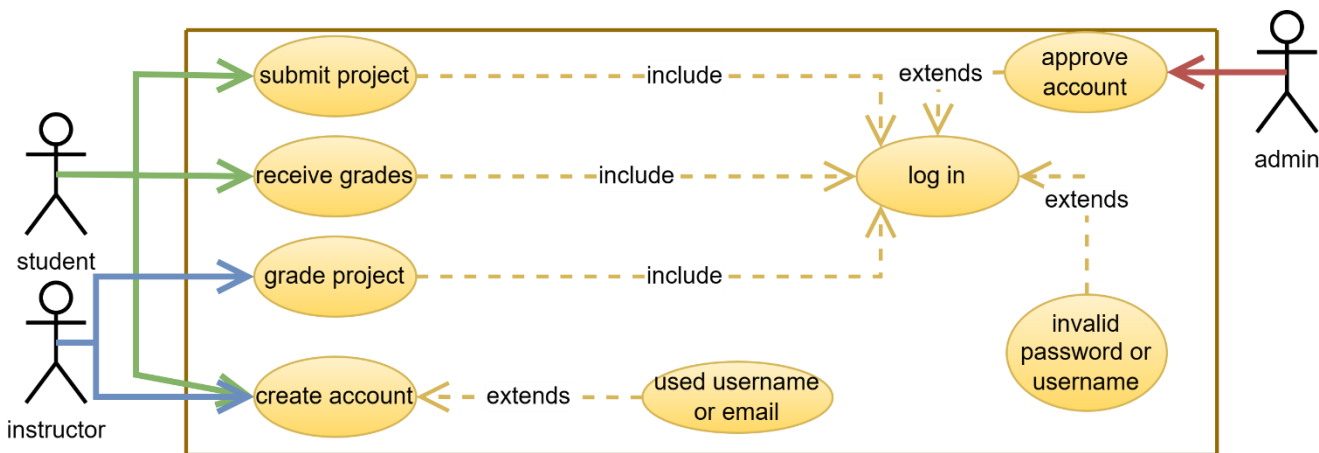 submit project
include
extends
approve
account
admin
student
receive grades
include
log in
extends
grade project
include
invalid
password or
username
instructor
create account
extends
used username
or email